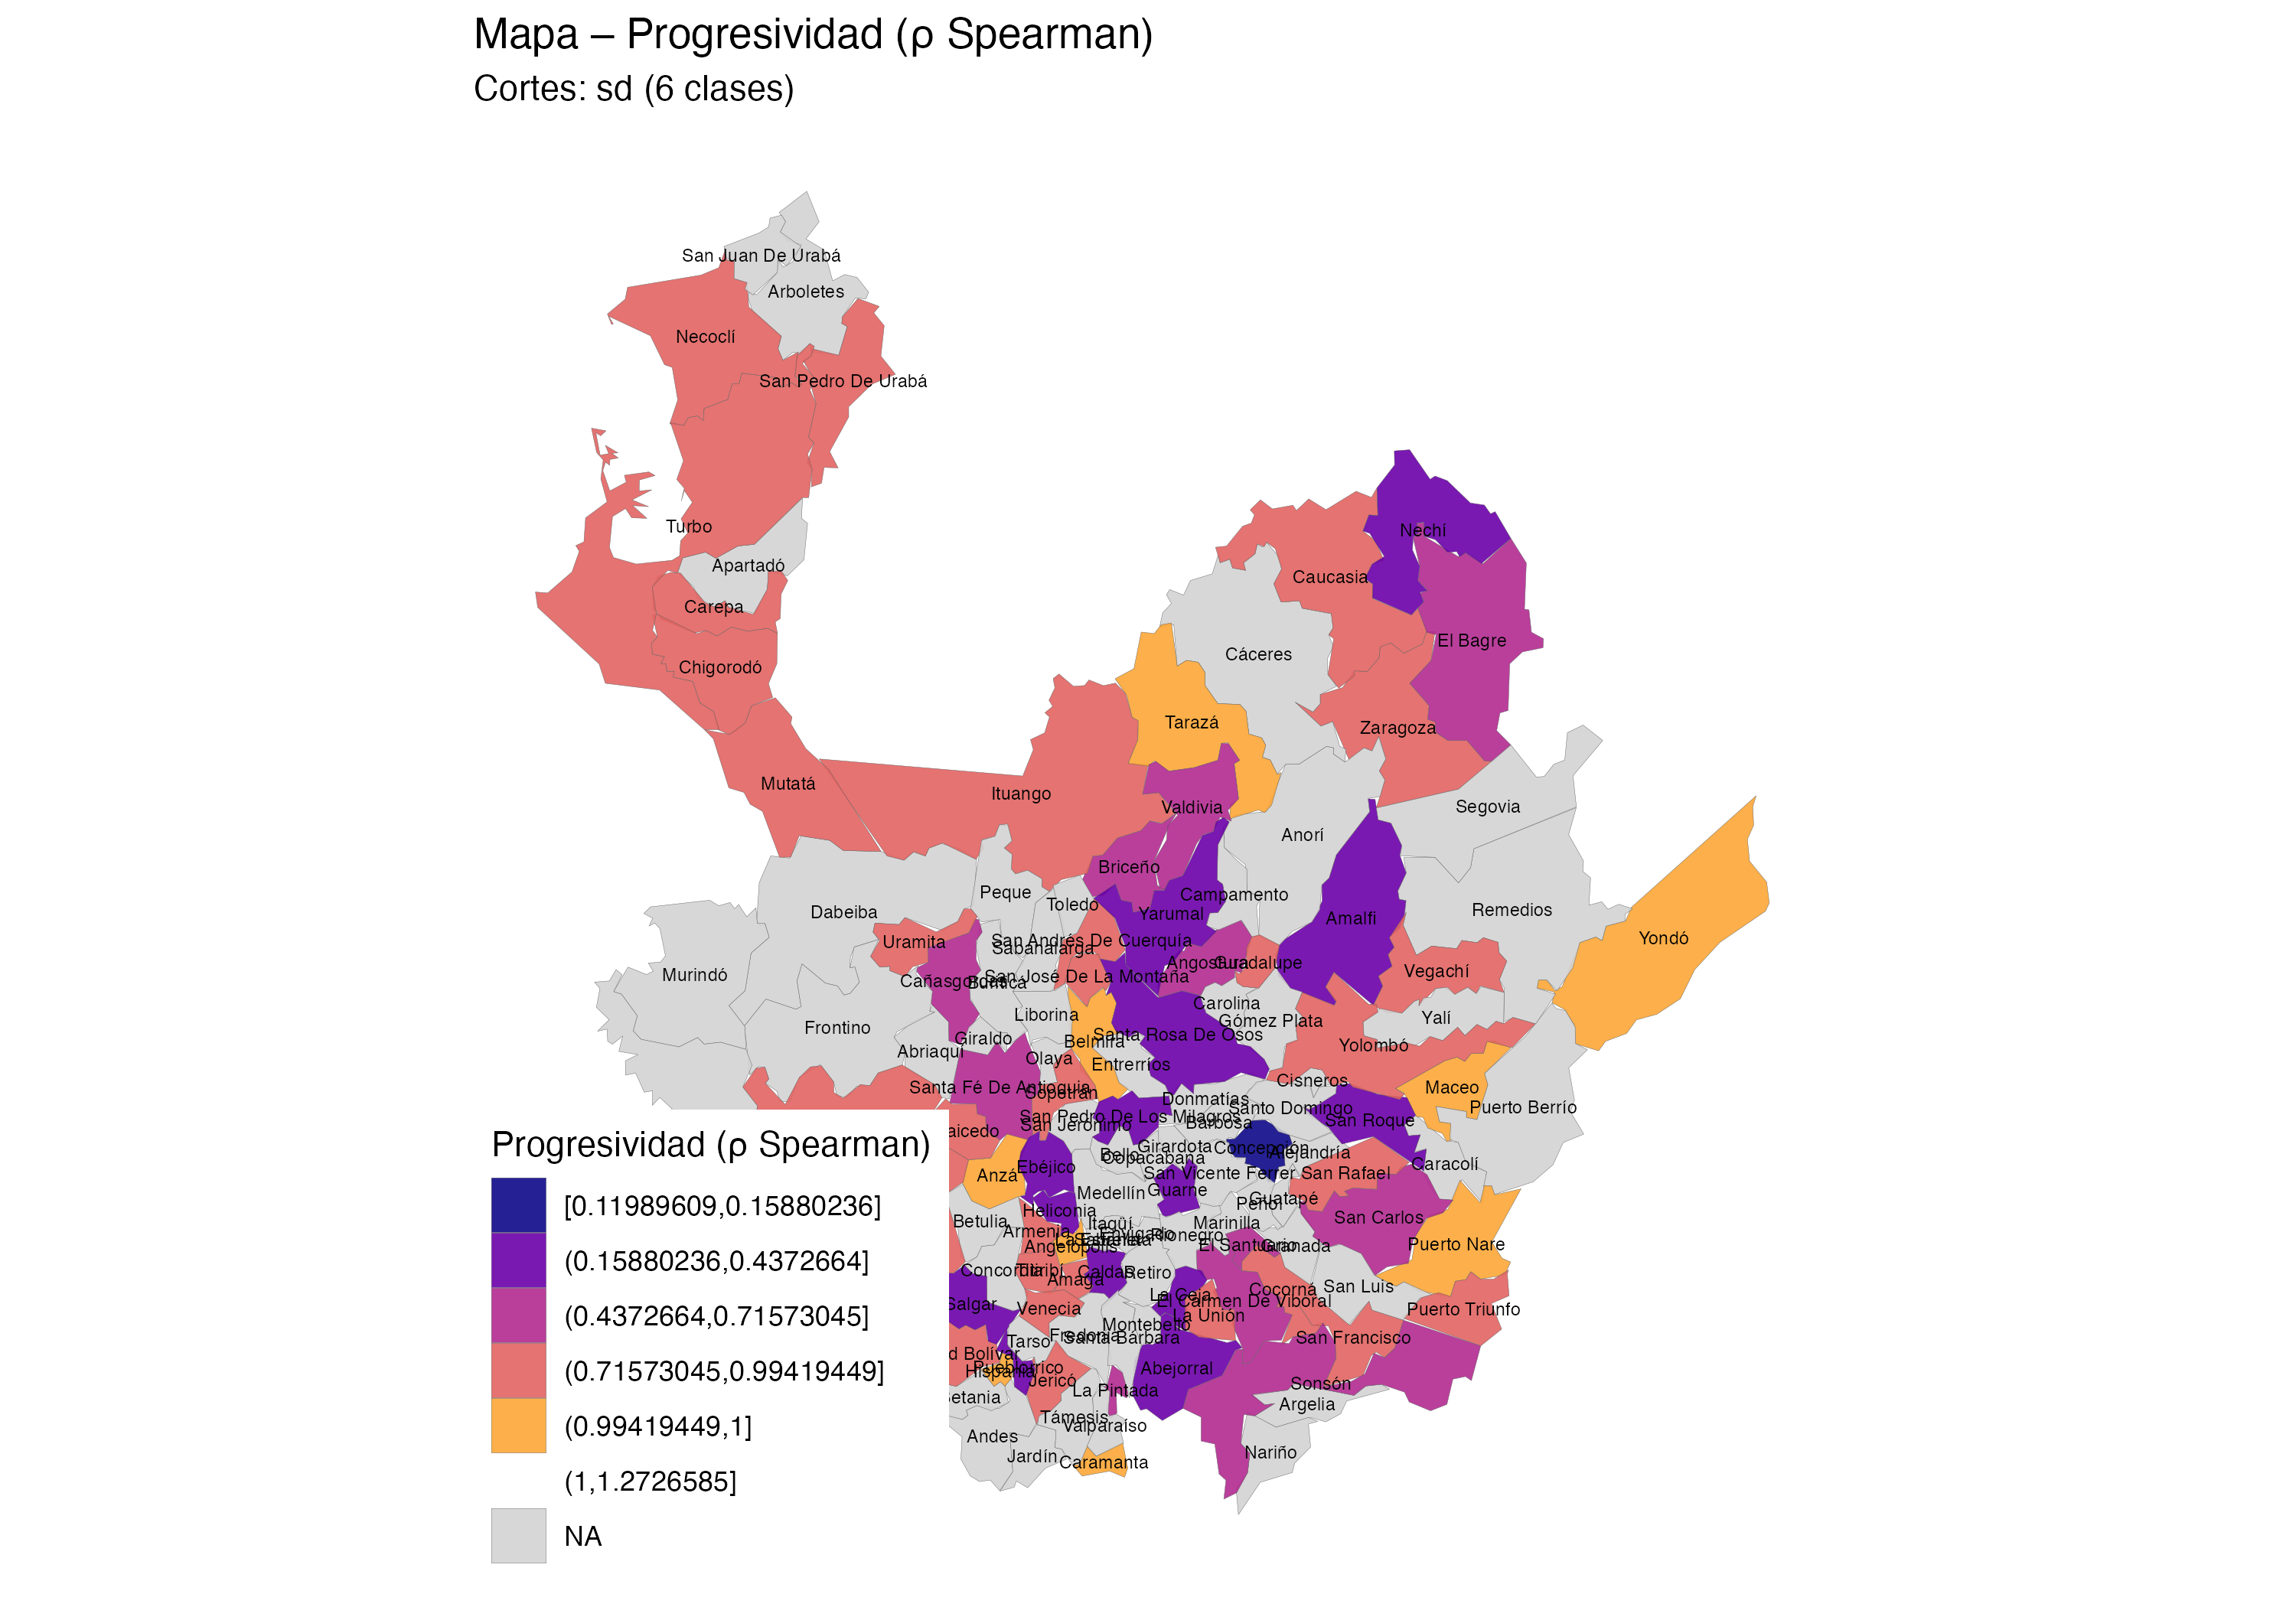 Mapa – Progresividad (ρ Spearman)
Cortes: sd (6 clases)
San Juan De Urabá
Arboletes
Necoclí
San Pedro De Urabá
Turbo
Nechí
Apartadó
Caucasia
Carepa
El Bagre
Cáceres
Chigorodó
Tarazá
Zaragoza
Mutatá
Ituango
Valdivia
Segovia
Anorí
Briceño
Peque
Campamento
Toledo
Dabeiba
Yarumal
Amalfi
Remedios
Uramita
San Andrés De Cuerquía
Sabanalarga
Yondó
Angostura
Guadalupe
Vegachí
Murindó
San José De La Montaña
Cañasgordas
Buriticá
Carolina
Liborina
Gómez Plata
Yalí
Frontino
Santa Rosa De Osos
Giraldo
Belmira
Yolombó
Abriaquí
Olaya
Entrerríos
Cisneros
Santa Fé De Antioquia
Sopetrán
Maceo
Donmatías
Santo Domingo
Puerto Berrío
San Pedro De Los Milagros
San Roque
San Jerónimo
Barbosa
aicedo
Girardota
Concepción
Alejandría
Bello
Copacabana
Caracolí
Ebéjico
Anzá
San Vicente Ferrer
San Rafael
Medellín
Guarne
Guatapé
Peñol
Heliconia
San Carlos
Betulia
Itagüí
Marinilla
Armenia
Envigado
Rionegro
La Estrella
Sabaneta
Angelópolis
El Santuario
Granada
Puerto Nare
Concordia
Titiribí
Caldas
Retiro
Amagá
San Luis
Cocorná
La Ceja
El Carmen De Viboral
Salgar
Venecia
La Unión
Puerto Triunfo
Montebello
Fredonia
Santa Bárbara
San Francisco
Tarso
d Bolívar
Pueblorrico
Hispania
Abejorral
Jericó
Sonsón
La Pintada
Betania
Argelia
Támesis
Valparaíso
Andes
Jardín
Caramanta
Nariño
Progresividad (ρ Spearman)
[0.11989609,0.15880236]
(0.15880236,0.4372664]
(0.4372664,0.71573045]
(0.71573045,0.99419449]
(0.99419449,1]
(1,1.2726585]
NA